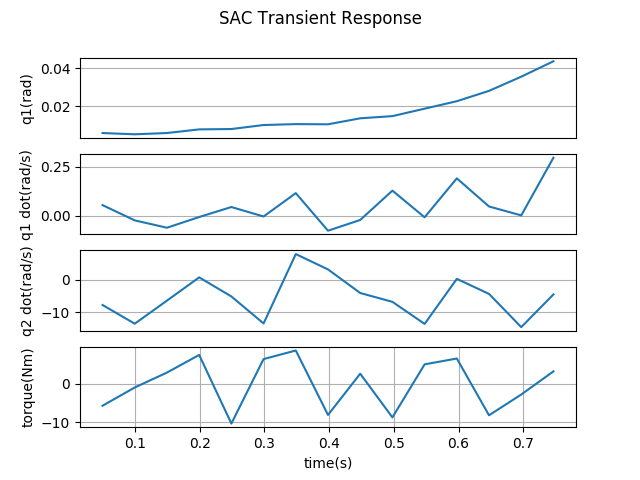 SAC Transient Response
0.04
0.02
q1(rad)
0.25
0.00
q1 dot(rad/s)
0
−10
q2 dot(rad/s)
0
−10
torque(Nm)
0.1 0.2 0.3 0.4 0.5 0.6 0.7
time(s)